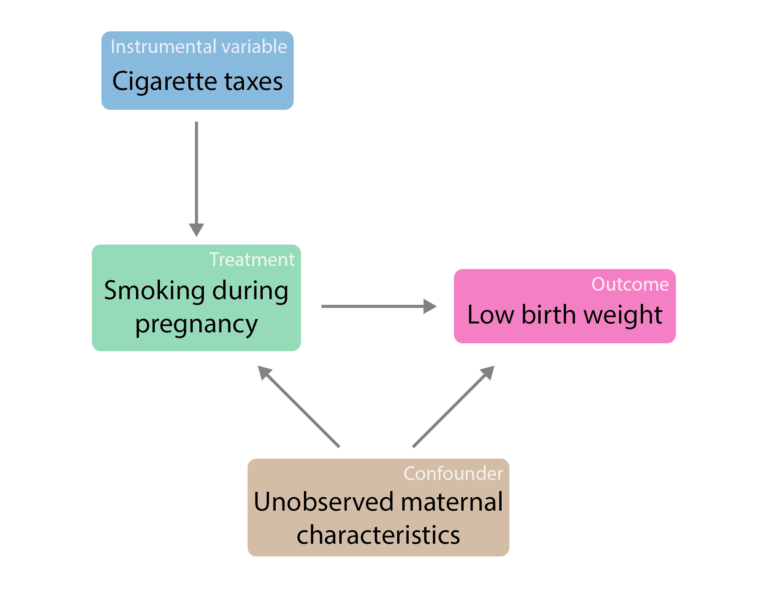 Instrumental variable
Cigarette taxes
Treatment
Smoking during
pregnancy
Outcome
Low birth weight
Confounder
Unobserved maternal
characteristics